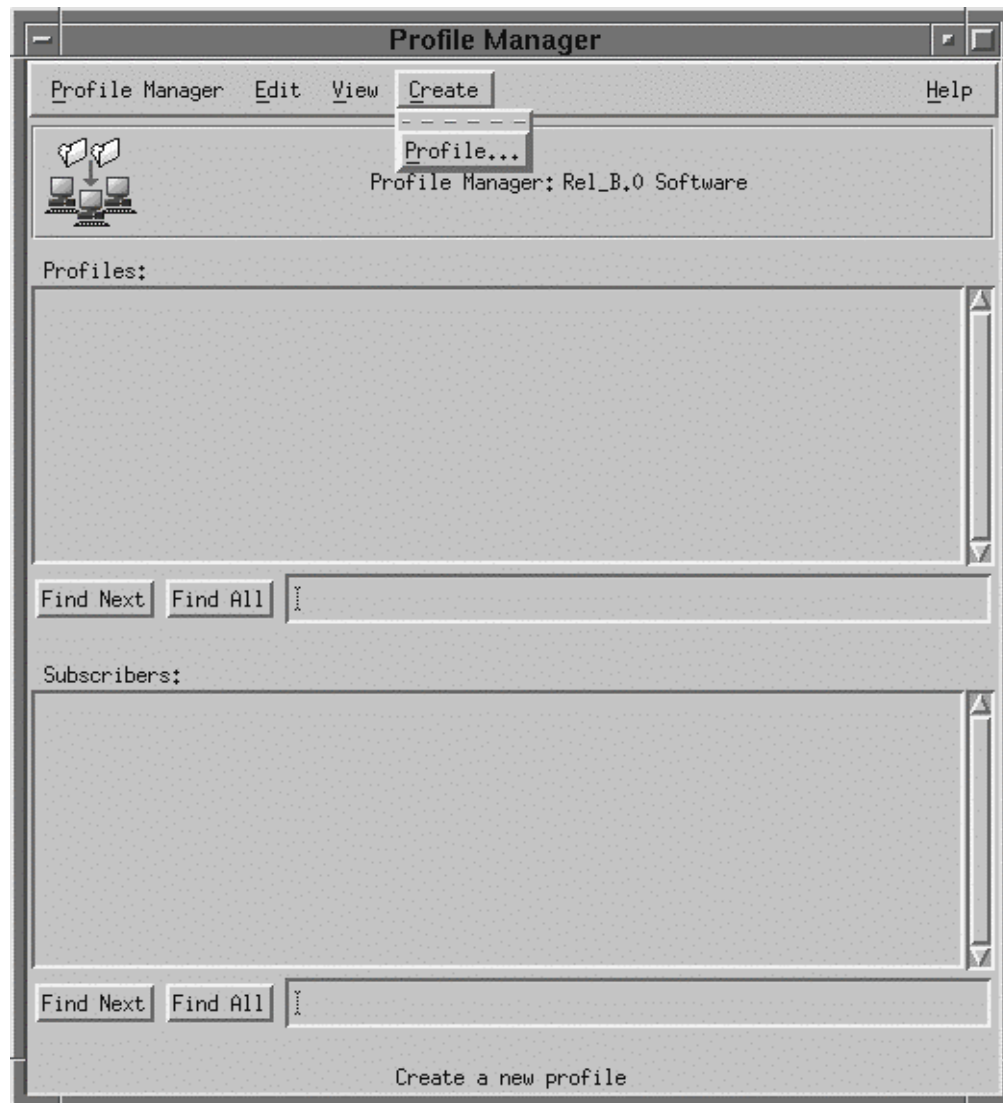 Profile Manager
Profile Manager Edit View Create Help
Profile...
Profile Manager: Rel_B.0 Software
Profiles:
Find Next Find All
Subscribers:
Find Next Find All
Create a new profile